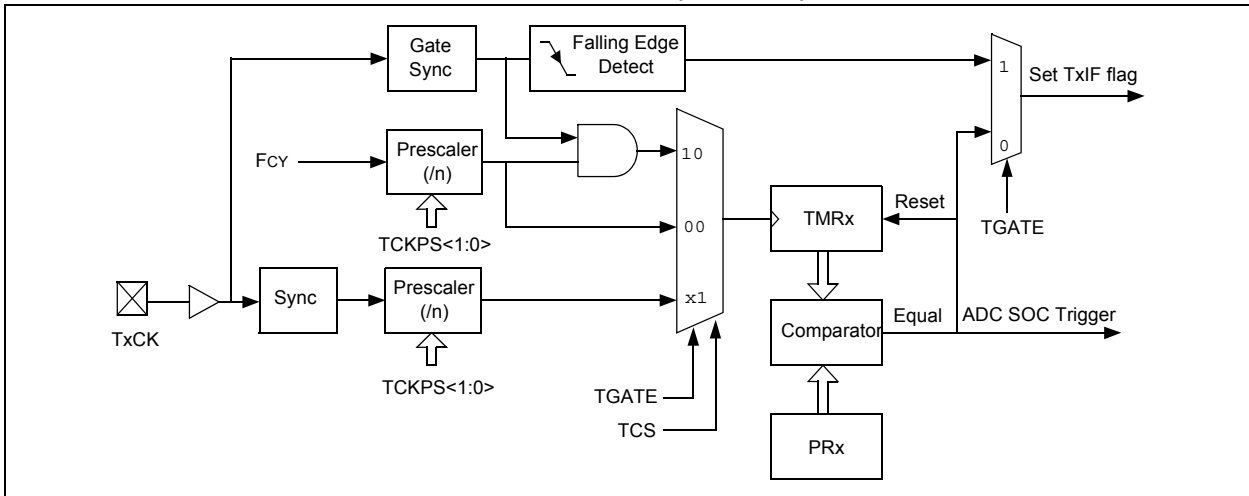 Gate
Sync
Falling Edge
Detect
1
Set TxIF flag
10
0
FCY
Prescaler
(/n)
TCKPS<1:0>
00
TMRx
Reset
TGATE
TxCK
Sync
Prescaler
(/n)
x1
TCKPS<1:0>
Comparator
Equal
ADC SOC Trigger
TGATE
TCS
PRx